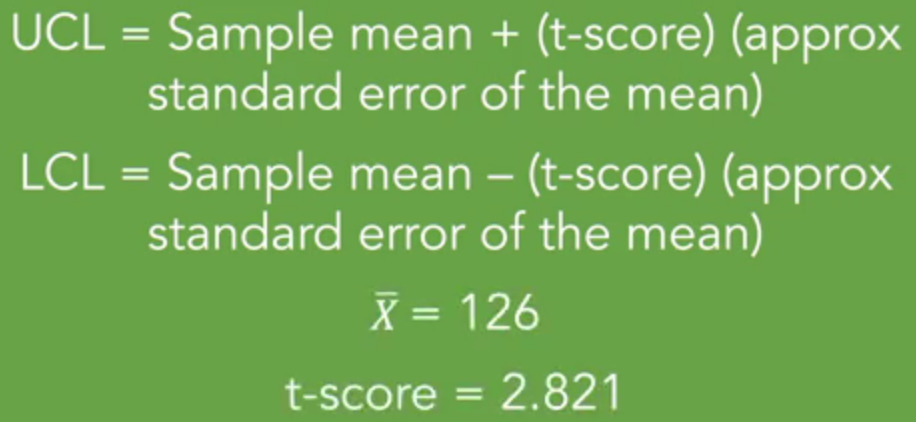 UCL = Sample mean + (t-score) (approx
standard error of the mean)
LCL = Sample mean – (t-score) (approx
standard error of the mean)
x̄ = 126
t-score = 2.821